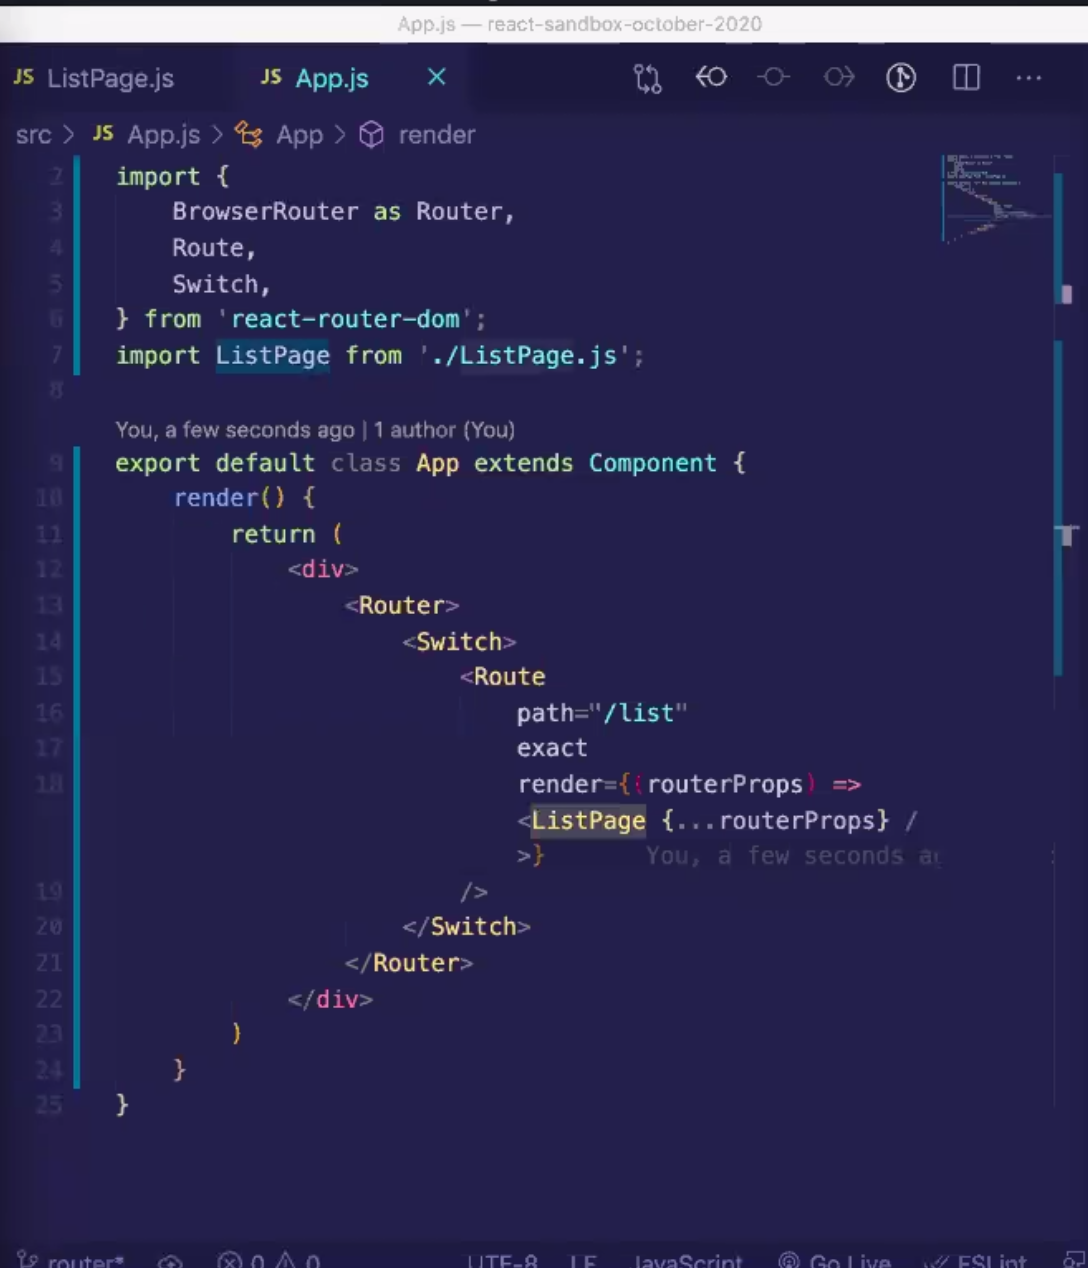 App.js — react-sandbox-october-2020
JS ListPage.js JS App.js
src > JS App.js > App > render
2 import {
3 BrowserRouter as Router,
4 Route,
5 Switch,
6 } from 'react-router-dom';
7 import ListPage from './ListPage.js';
8
You, a few seconds ago | 1 author (You)
9 export default class App extends Component {
10 render() {
11 return (
12 <div>
13 <Router>
14 <Switch>
15 <Route
16 path="/list"
17 exact
18 render={(routerProps) =>
<ListPage {...routerProps} /
>} You, a few seconds
19 />
20 </Switch>
21 </Router>
22 </div>
23 )
24 }
25 }
router* 0 0 UTF-8 LF JavaScript Go Live ESLint